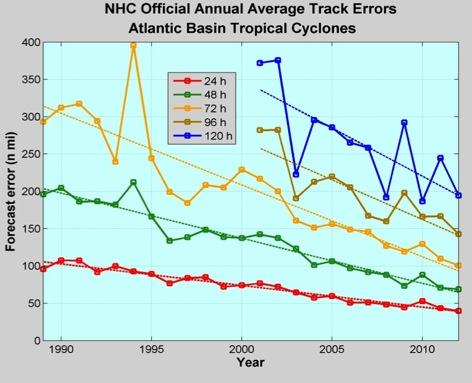 NHC Official Annual Average Track Errors
Atlantic Basin Tropical Cyclones
400
350
300
250
200
150
100
50
0
Forecast error (n mi)
24 h
48 h
72 h
96 h
120 h
1990
1995
2000
2005
2010
Year